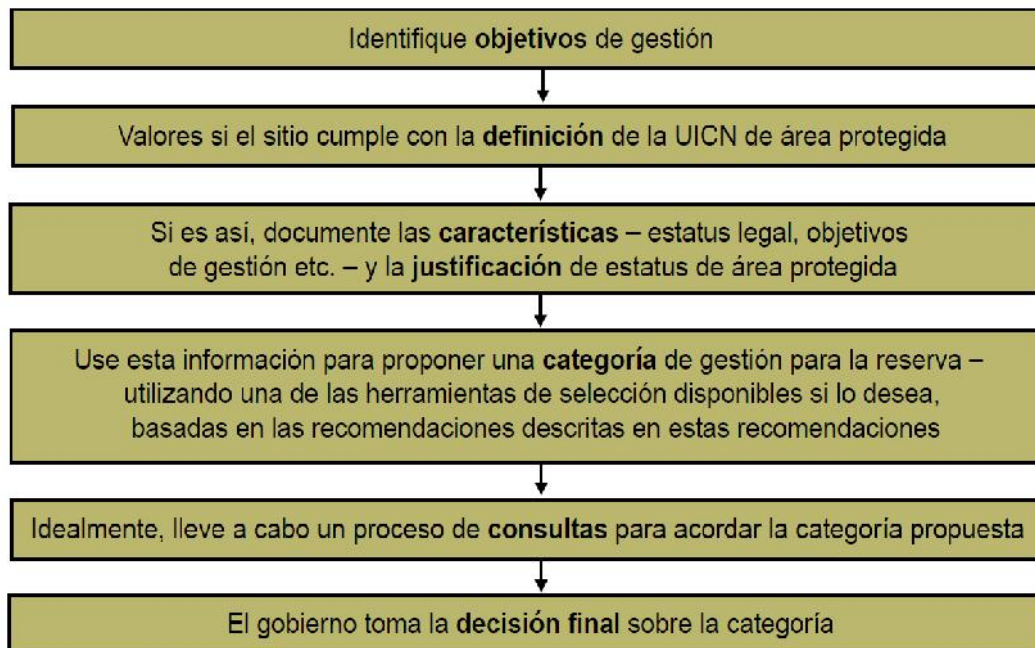 Identifique objetivos de gestión
Valores si el sitio cumple con la definición de la UICN de área protegida
Si es así, documente las características – estatus legal, objetivos
de gestión etc. – y la justificación de estatus de área protegida
Use esta información para proponer una categoría de gestión para la reserva –
utilizando una de las herramientas de selección disponibles si lo desea,
basadas en las recomendaciones descritas en estas recomendaciones
Idealmente, lleve a cabo un proceso de consultas para acordar la categoría propuesta
El gobierno toma la decisión final sobre la categoría